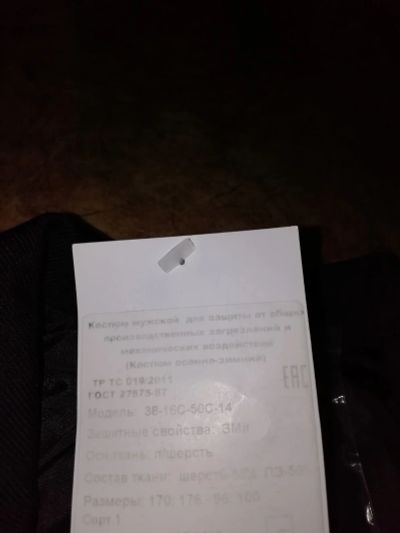 Костюм мужской для защиты от общих
производственных загрязнений и
механических воздействий
(Костюм осенне-зимний)
ТР ТС 019/2011
ГОСТ 27575-87
EAC
Модель: 38-16С-50С-14
Защитные свойства: ЗМи
Осн.ткань: п/шерсть
Состав ткани: шерсть-50%, ПЭ-50%
Размеры: 170, 176 - 96, 100
Сорт 1